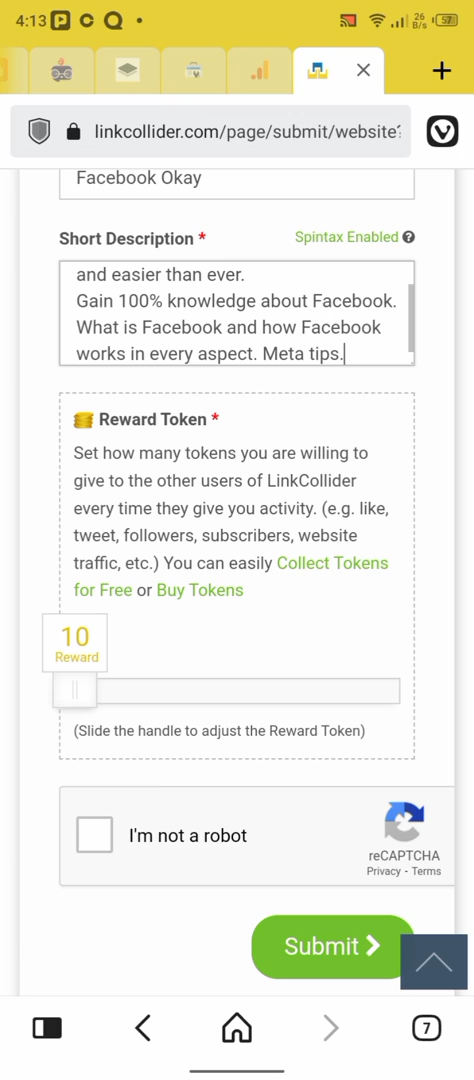 4:13
26
B/s
57
linkcollider.com/page/submit/website?
Facebook Okay
Short Description *
Spintax Enabled ?
and easier than ever.
Gain 100% knowledge about Facebook.
What is Facebook and how Facebook
works in every aspect. Meta tips.
Reward Token *
Set how many tokens you are willing to
give to the other users of LinkCollider
every time they give you activity. (e.g. like,
tweet, followers, subscribers, website
traffic, etc.) You can easily Collect Tokens
for Free or Buy Tokens
10
Reward
(Slide the handle to adjust the Reward Token)
I'm not a robot
reCAPTCHA
Privacy - Terms
Submit
7